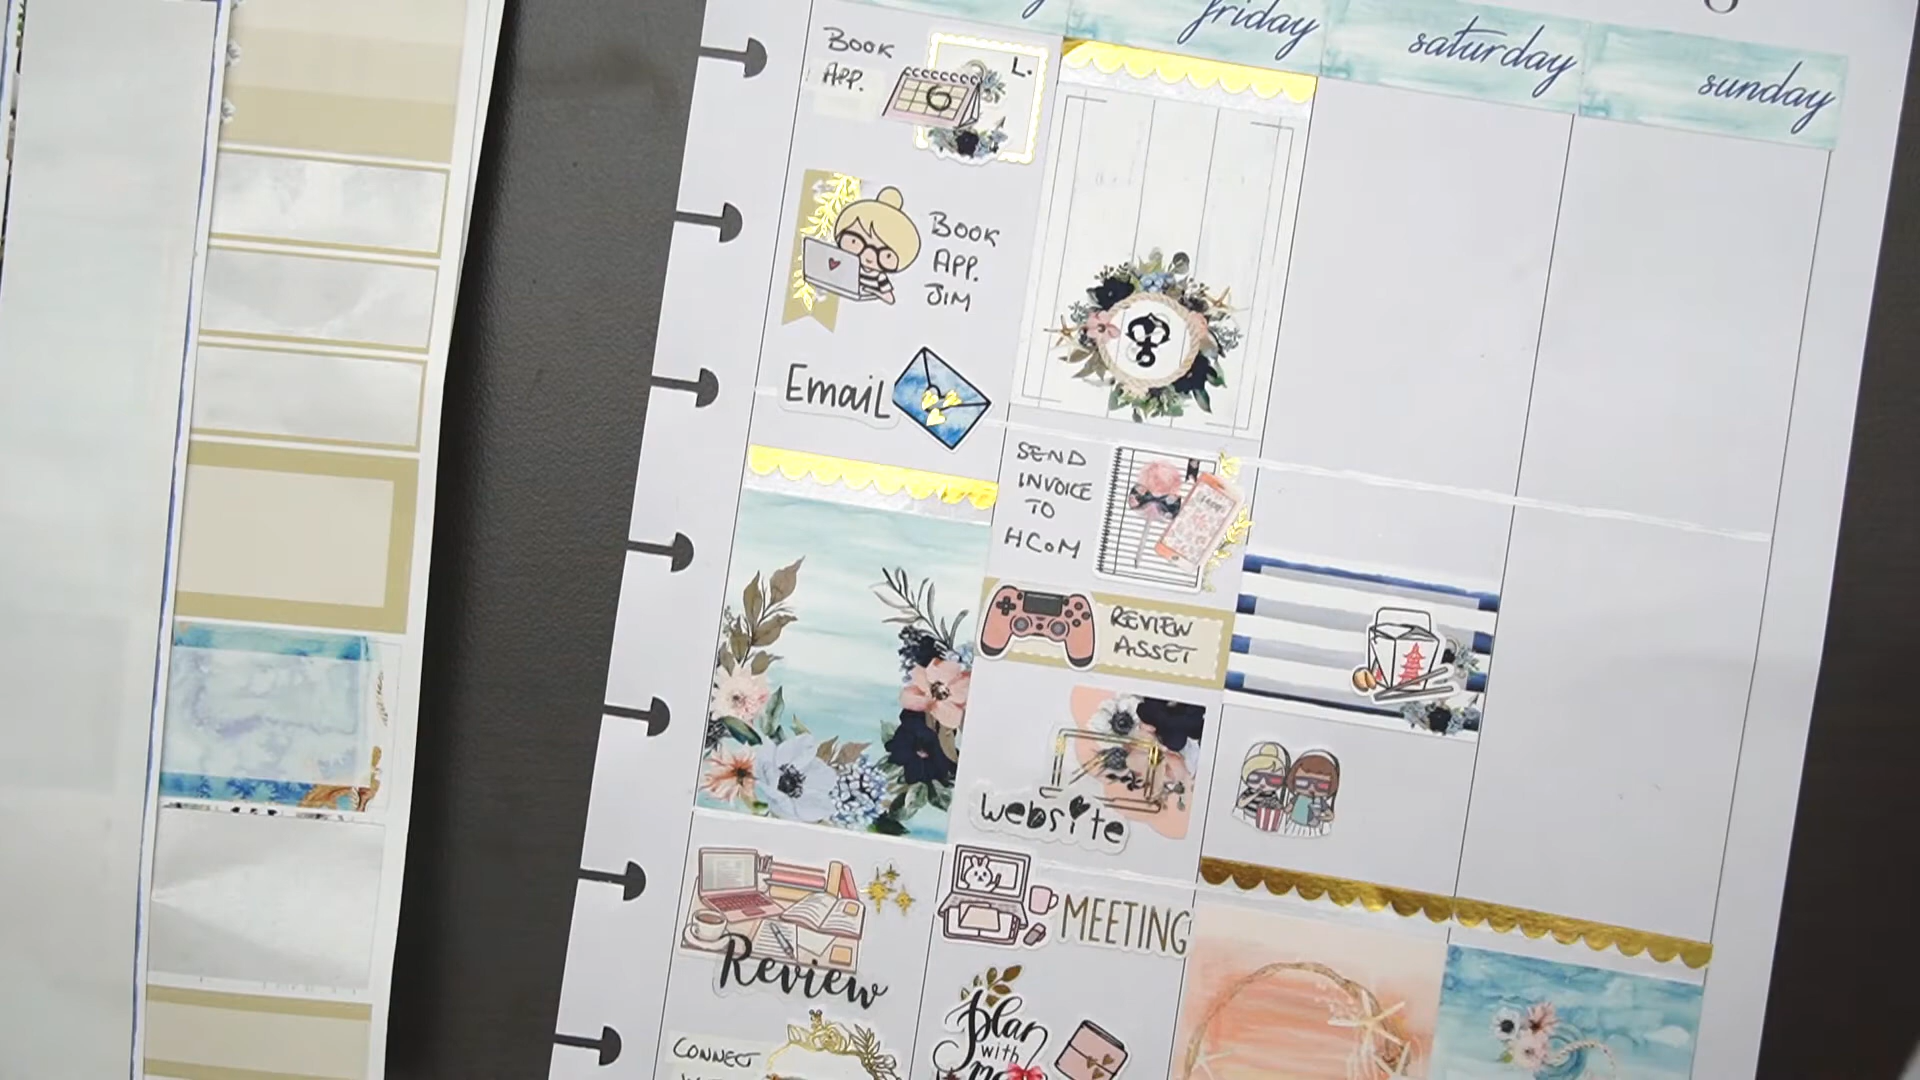 friday
saturday
sunday
BOOK
APP.
L.
6
BOOK
APP.
JIM
EMAIL
SEND
INVOICE
TO
HCOM
REVIEW
ASSET
website
MEETING
Review
plan
with
me
CONNECT